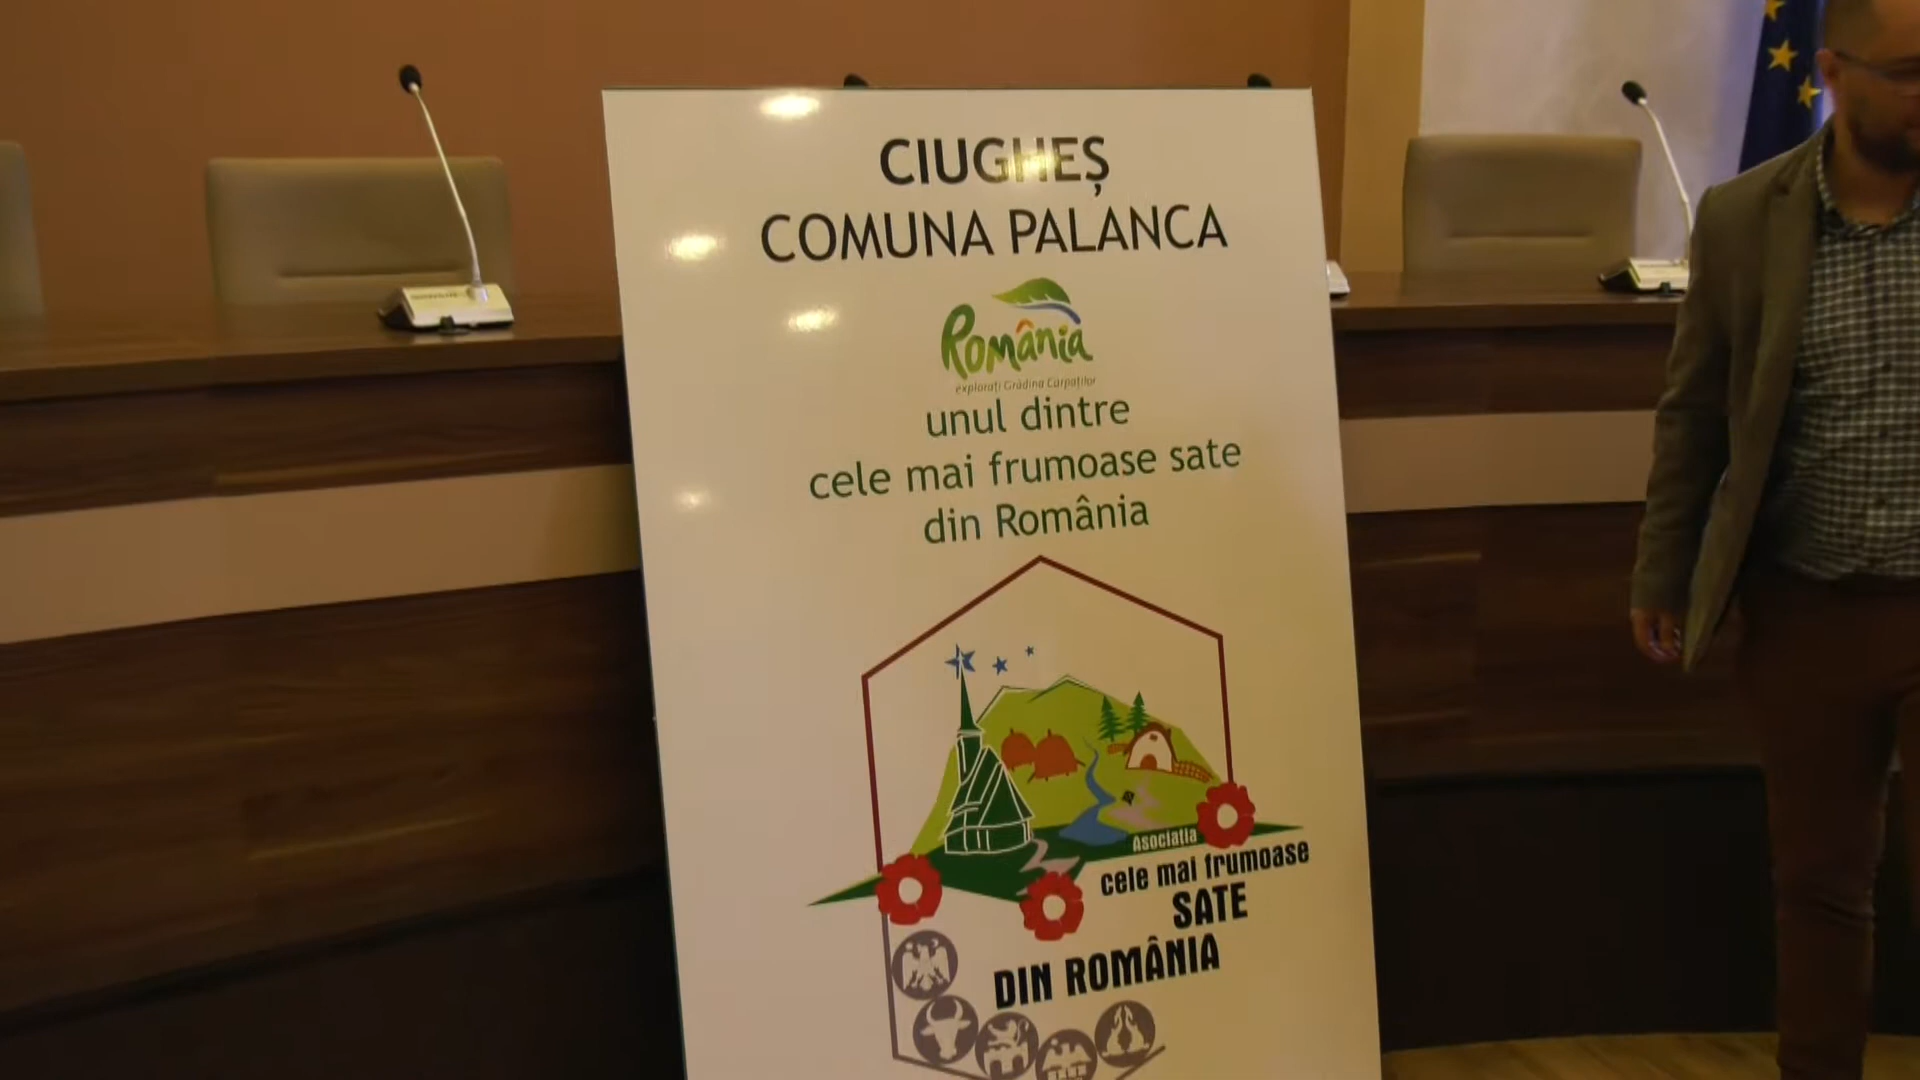 CIUGHEȘ
COMUNA PALANCA
România
explorați Grădina Carpaților
unul dintre
cele mai frumoase sate
din România
Asociația
cele mai frumoase
SATE
DIN ROMÂNIA